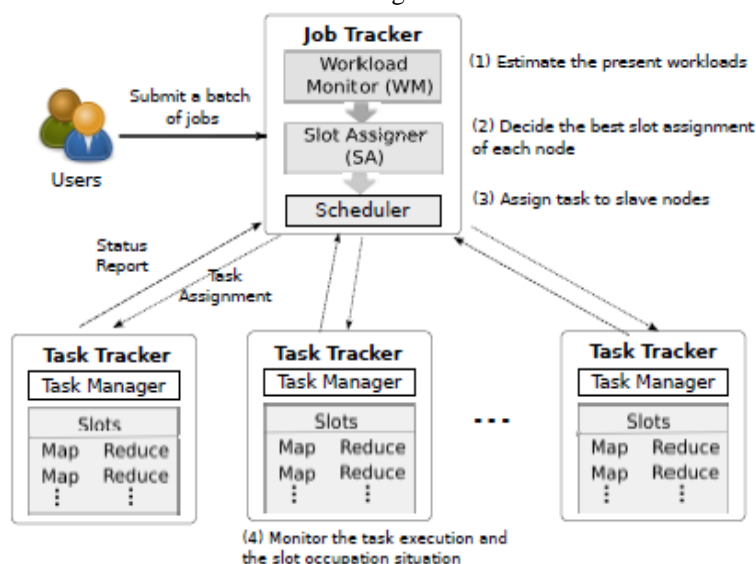 Job Tracker
Workload
Monitor (WM)
(1) Estimate the present workloads
Submit a batch
of jobs
Slot Assigner
(SA)
(2) Decide the best slot assignment
of each node
Users
Scheduler
(3) Assign task to slave nodes
Status
Report
Task
Assignment
Task Tracker
Task Manager
Slots
Map Reduce
Map Reduce
Task Tracker
Task Manager
Slots
Map Reduce
Map Reduce
Task Tracker
Task Manager
Slots
Map Reduce
Map Reduce
(4) Monitor the task execution and
the slot occupation situation